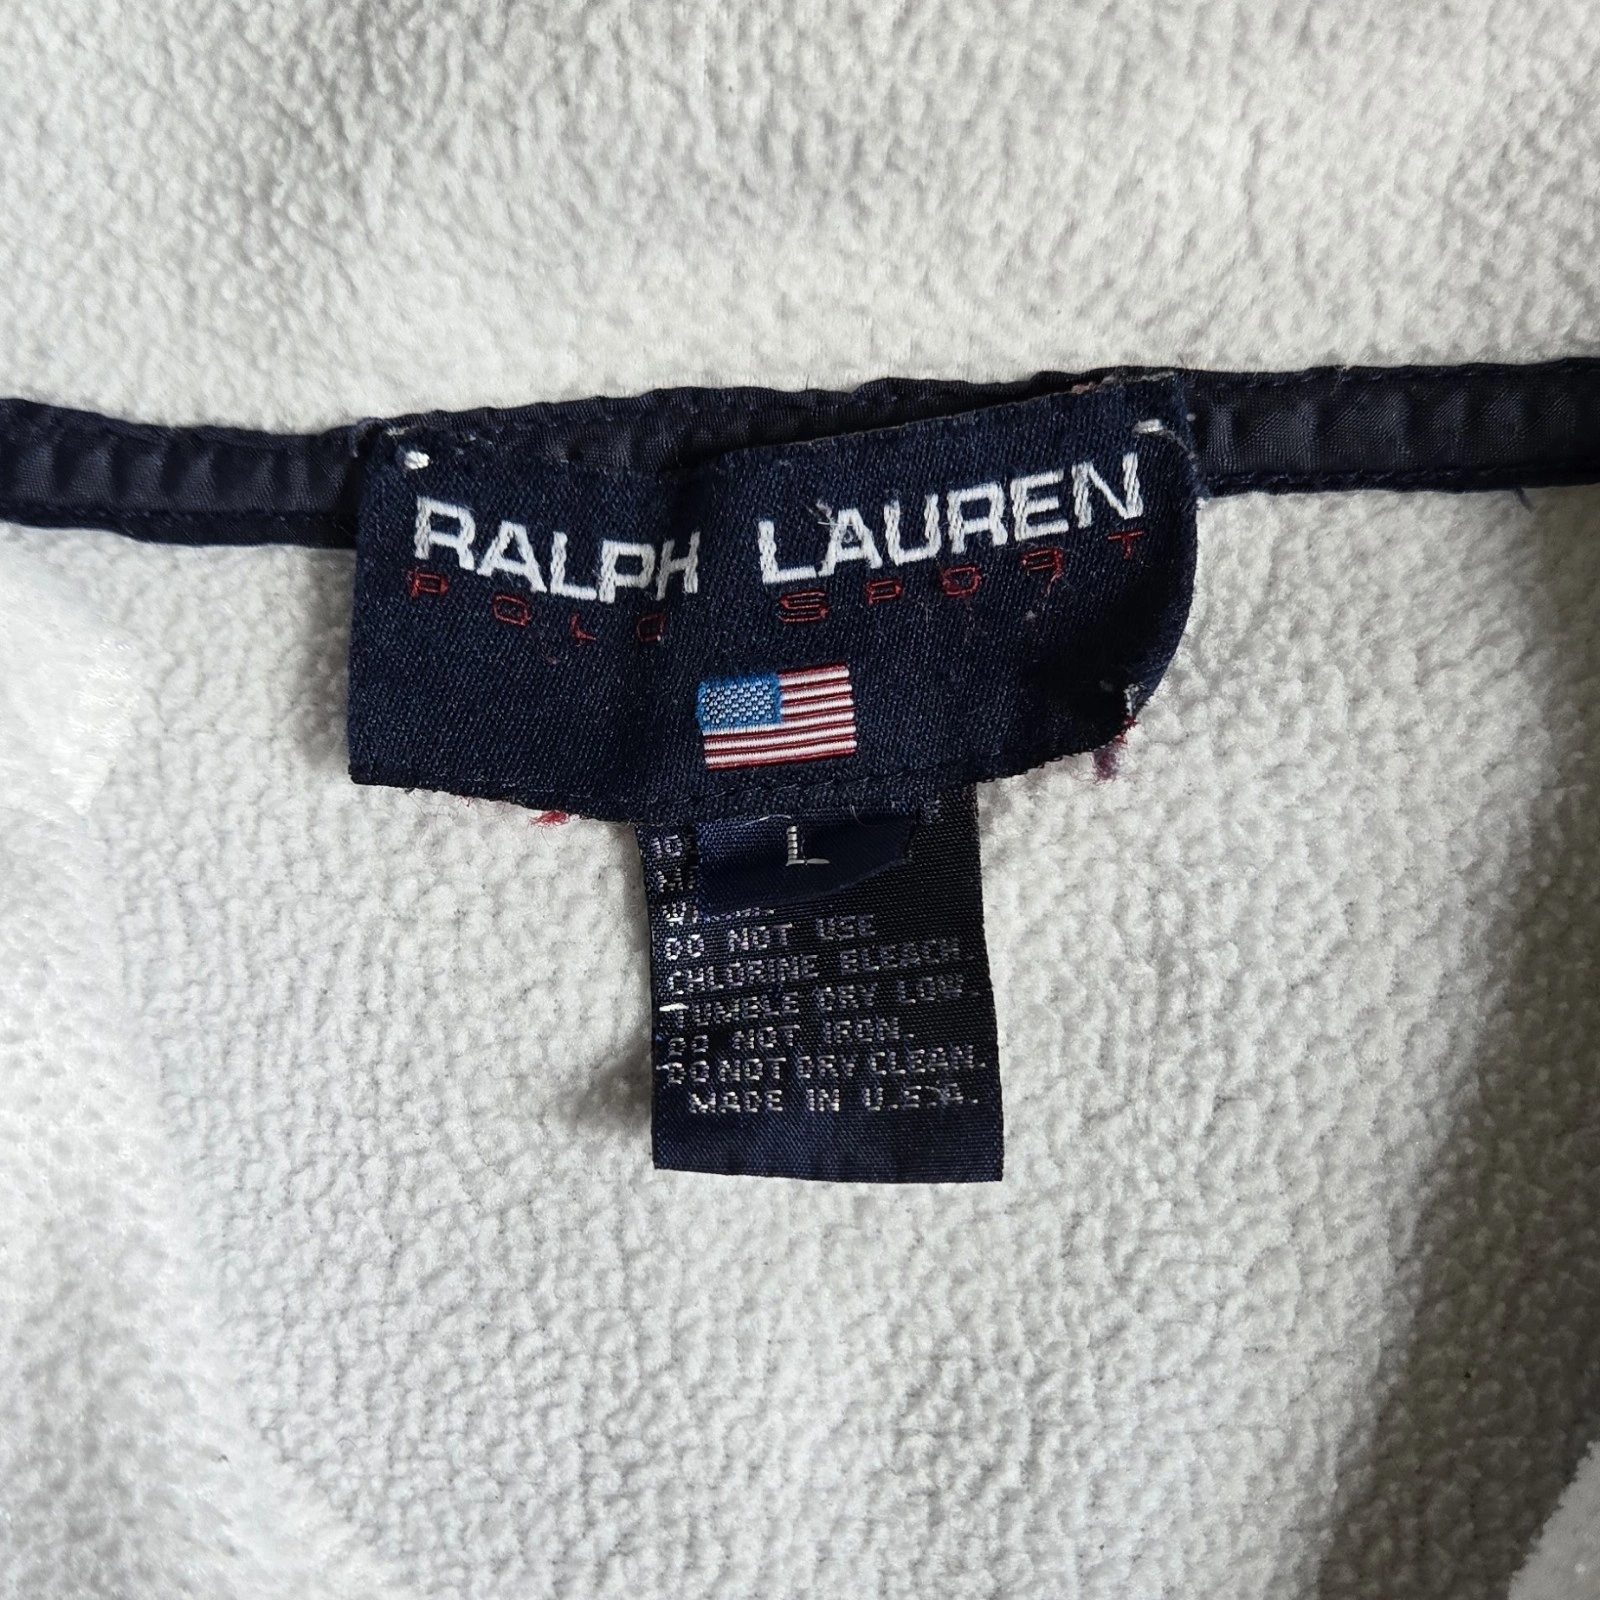 RALPH LAUREN
POLO SPORT
L
DO NOT USE
CHLORINE BLEACH.
TUMBLE DRY LOW.
DO NOT IRON.
DO NOT DRY CLEAN.
MADE IN U.S.A.